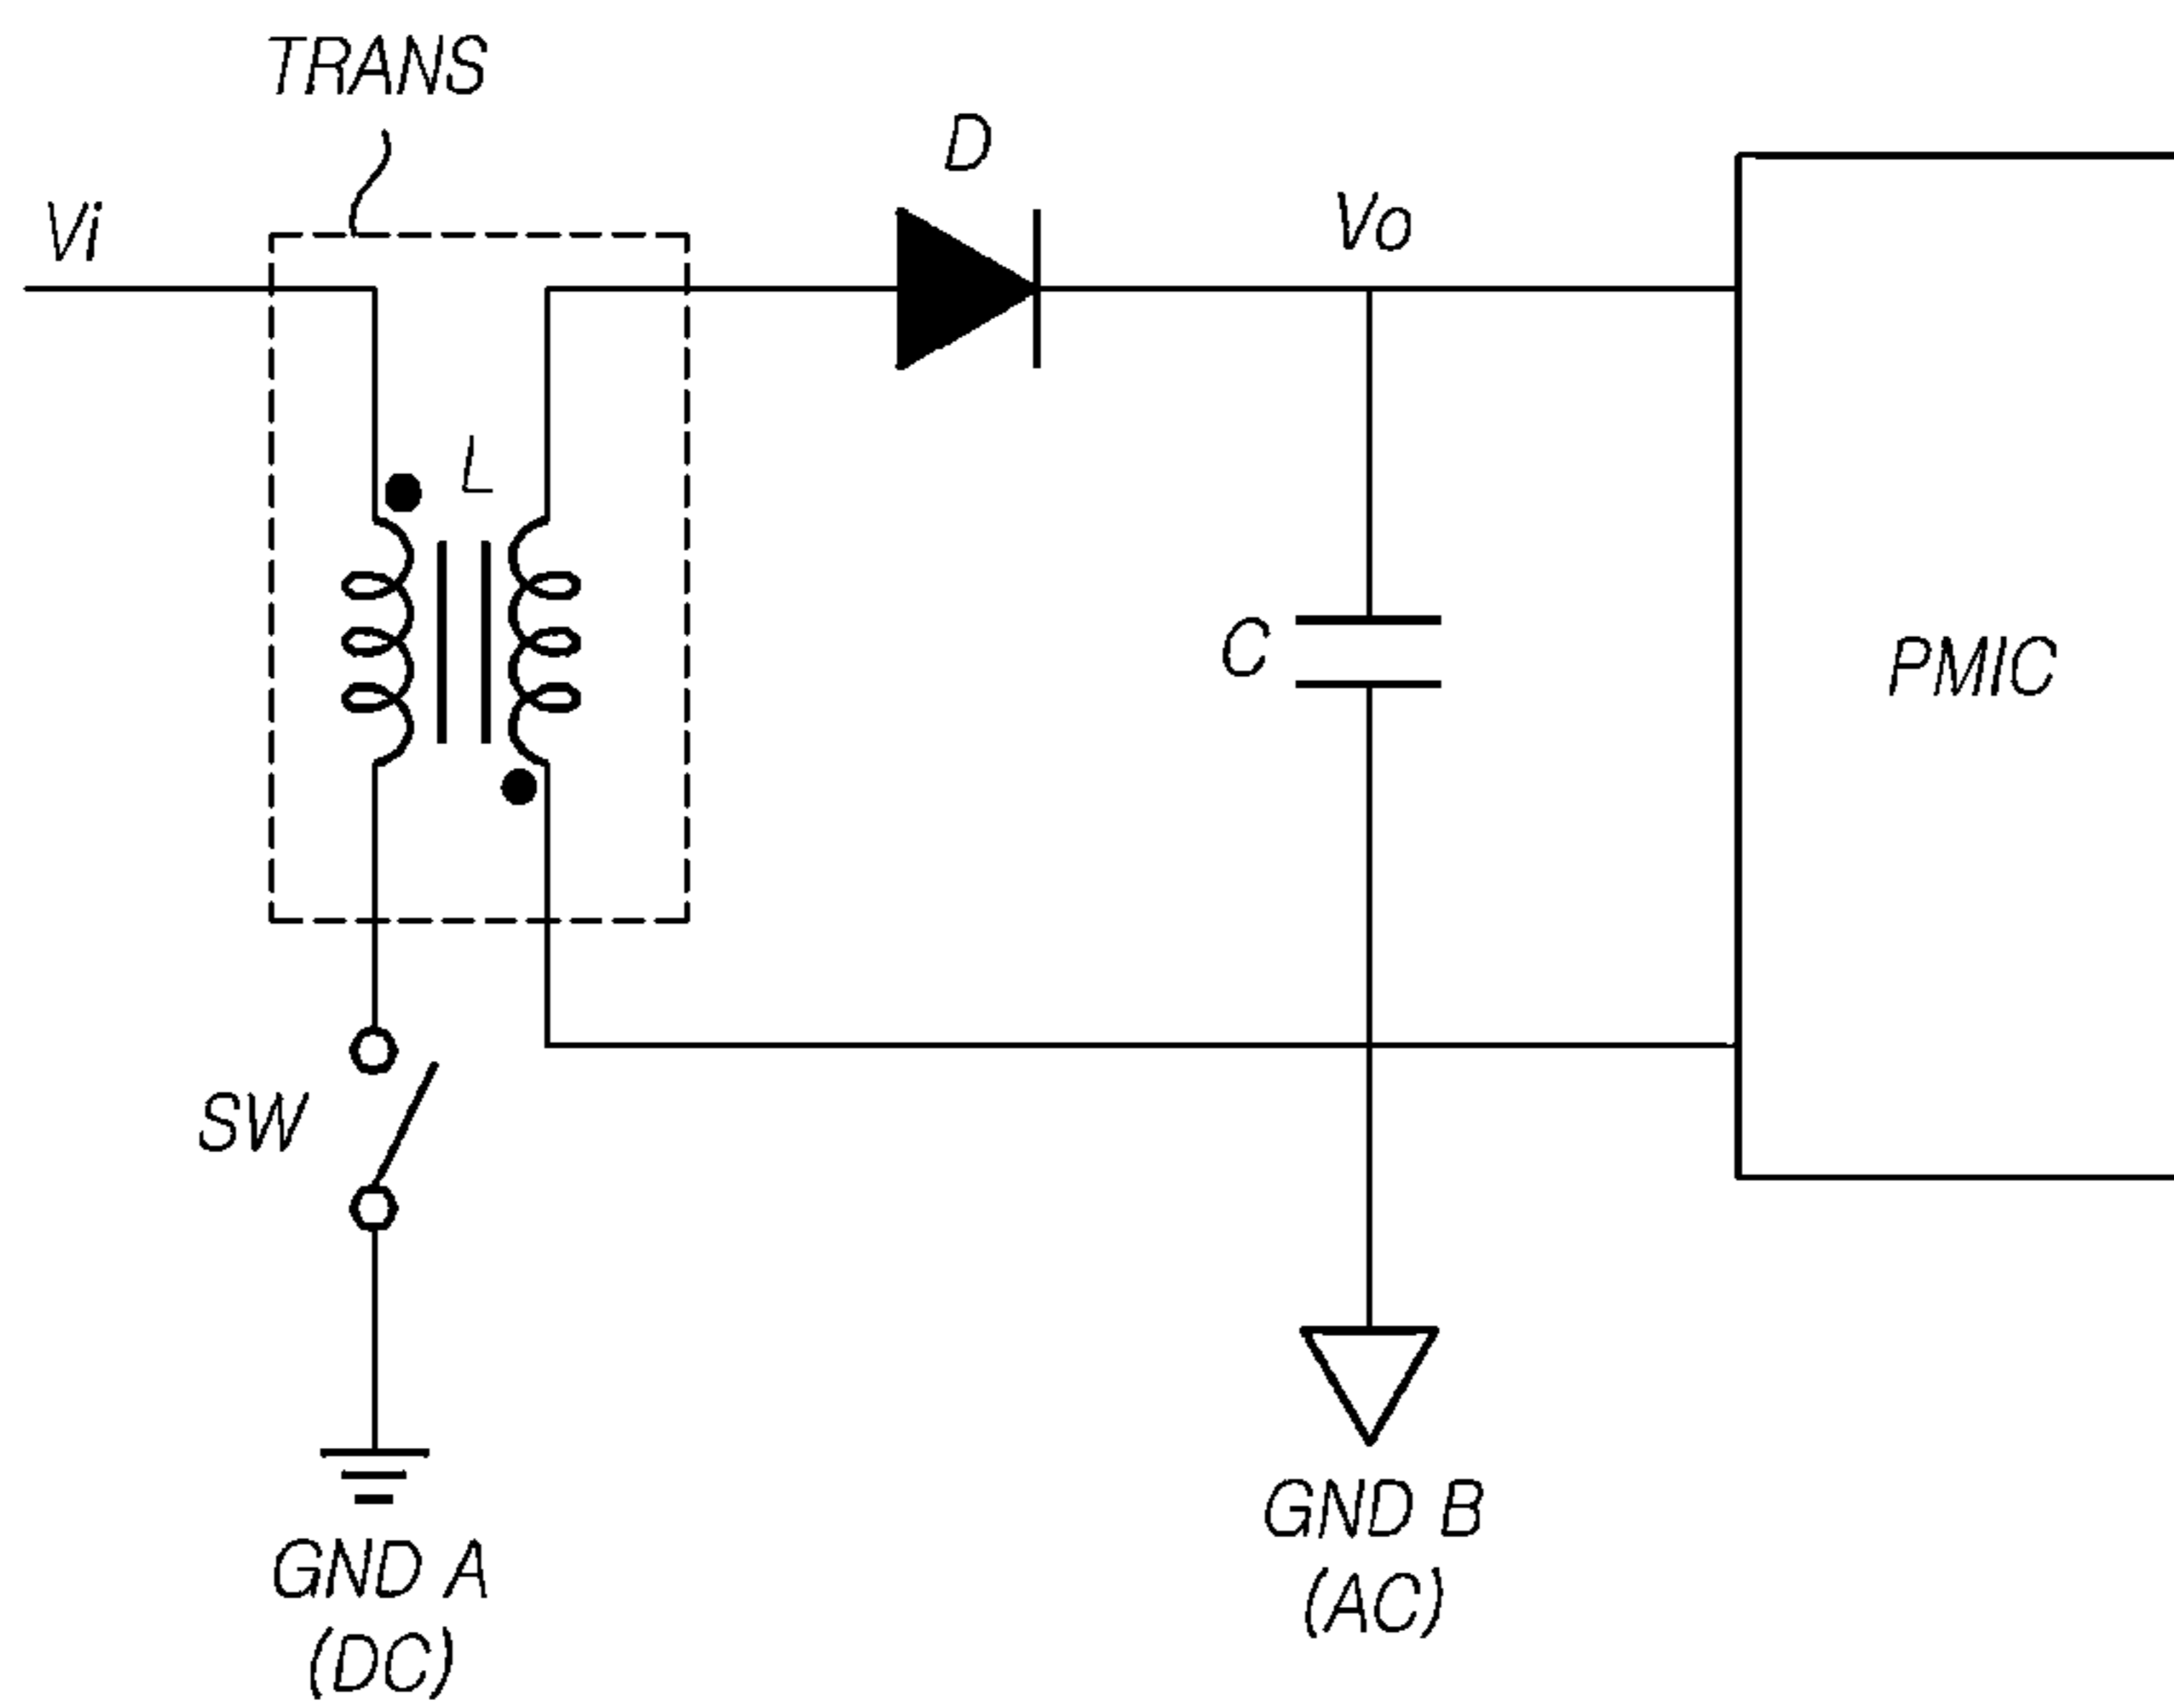 TRANS
D
Vi
Vo
L
C
PMIC
SW
GND B
(AC)
GND A
(DC)